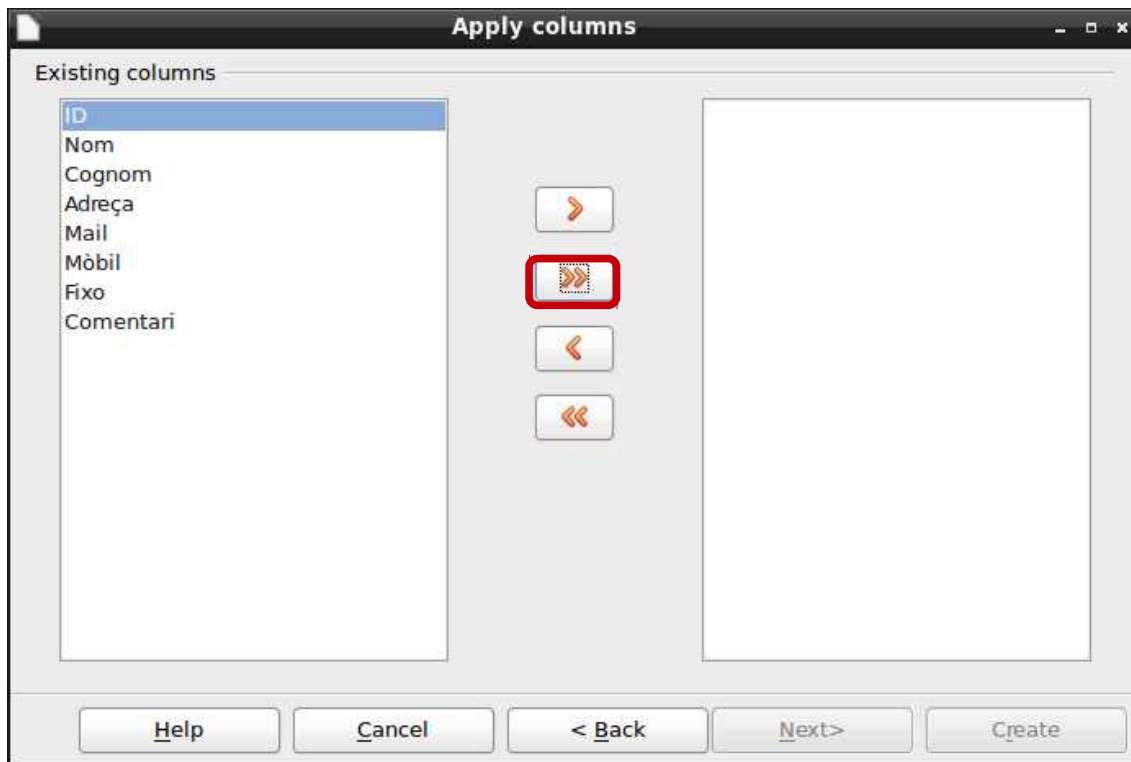 Apply columns
Existing columns
ID
Nom
Cognom
Adreça
Mail
Mòbil
Fixo
Comentari
>
>>
<
<<
Help
Cancel
< Back
Next>
Create